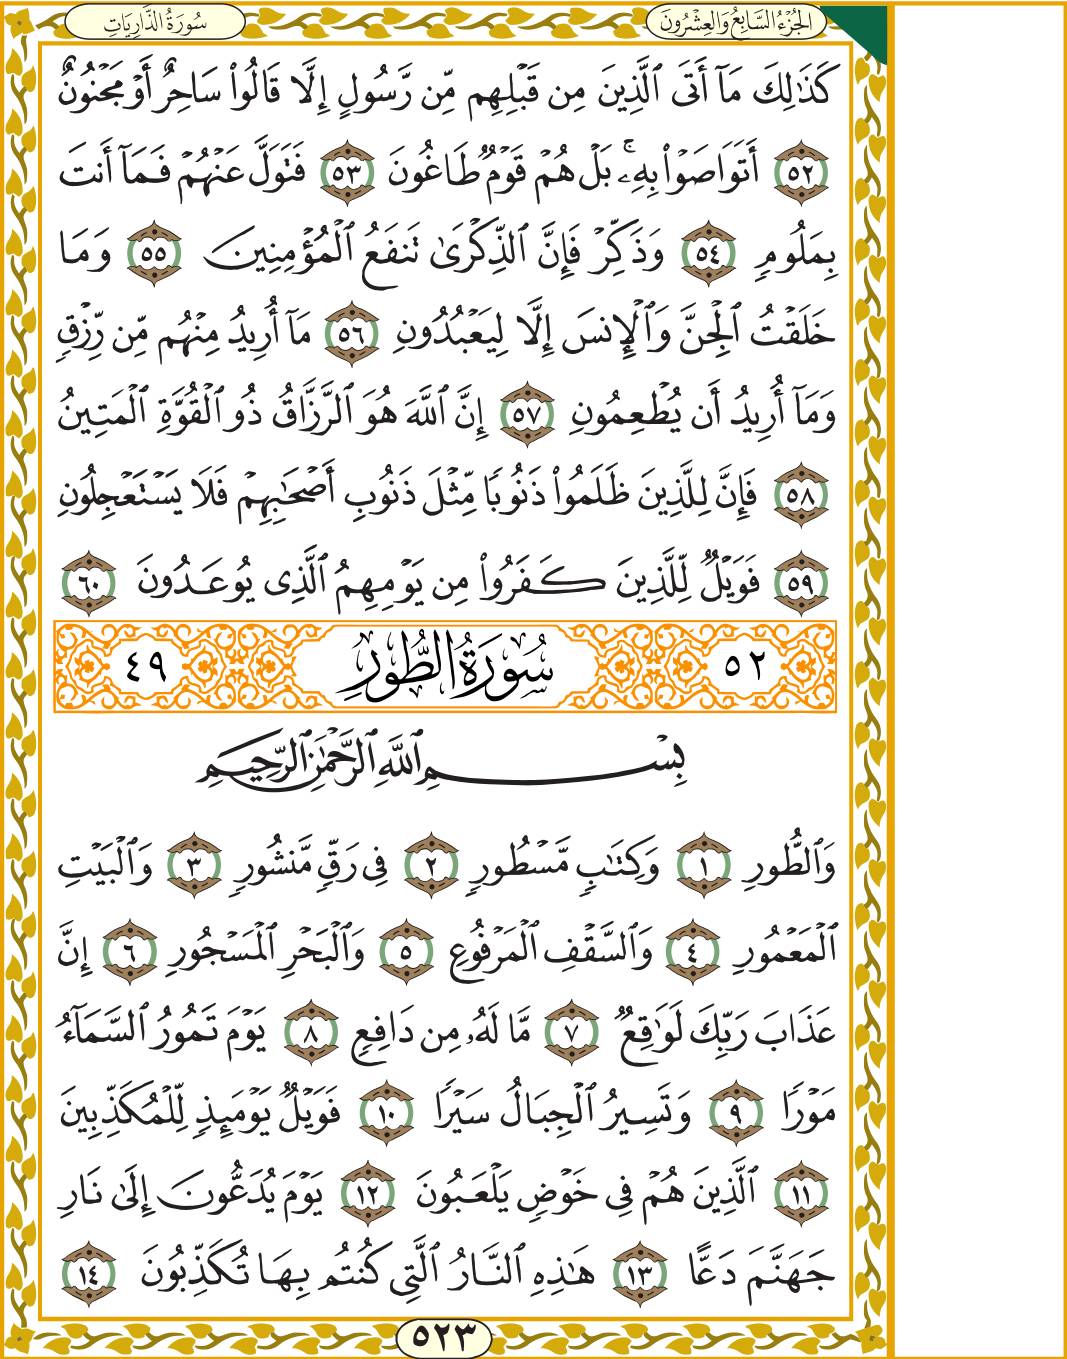 سُورَةُ الذَّارِيَاتِ
الجُزْءُ السَّابِعُ وَالعِشْرُونَ
كَذَٰلِكَ مَآ أَتَى ٱلَّذِينَ مِن قَبْلِهِم مِّن رَّسُولٍ إِلَّا قَالُوا۟ سَاحِرٌ أَوْ مَجْنُونٌ
٥٢ أَتَوَاصَوْا۟ بِهِۦ ۚ بَلْ هُمْ قَوْمٌ طَاغُونَ ٥٣ فَتَوَلَّ عَنْهُمْ فَمَآ أَنتَ
بِمَلُومٍ ٥٤ وَذَكِّرْ فَإِنَّ ٱلذِّكْرَىٰ تَنفَعُ ٱلْمُؤْمِنِينَ ٥٥ وَمَا
خَلَقْتُ ٱلْجِنَّ وَٱلْإِنسَ إِلَّا لِيَعْبُدُونِ ٥٦ مَآ أُرِيدُ مِنْهُم مِّن رِّزْقٍ
وَمَآ أُرِيدُ أَن يُطْعِمُونِ ٥٧ إِنَّ ٱللَّهَ هُوَ ٱلرَّزَّاقُ ذُو ٱلْقُوَّةِ ٱلْمَتِينُ
٥٨ فَإِنَّ لِلَّذِينَ ظَلَمُوا۟ ذَنُوبًا مِّثْلَ ذَنُوبِ أَصْحَٰبِهِمْ فَلَا يَسْتَعْجِلُونِ
٥٩ فَوَيْلٌ لِّلَّذِينَ كَفَرُوا۟ مِن يَوْمِهِمُ ٱلَّذِى يُوعَدُونَ ٦٠
٥٢ سُورَةُ الطُّورِ ٤٩
بِسْمِ ٱللَّهِ ٱلرَّحْمَٰنِ ٱلرَّحِيمِ
وَٱلطُّورِ ١ وَكِتَٰبٍ مَّسْطُورٍ ٢ فِى رَقٍّ مَّنشُورٍ ٣ وَٱلْبَيْتِ
ٱلْمَعْمُورِ ٤ وَٱلسَّقْفِ ٱلْمَرْفُوعِ ٥ وَٱلْبَحْرِ ٱلْمَسْجُورِ ٦ إِنَّ
عَذَابَ رَبِّكَ لَوَٰقِعٌ ٧ مَّا لَهُۥ مِن دَافِعٍ ٨ يَوْمَ تَمُورُ ٱلسَّمَآءُ
مَوْرًا ٩ وَتَسِيرُ ٱلْجِبَالُ سَيْرًا ١٠ فَوَيْلٌ يَوْمَئِذٍ لِّلْمُكَذِّبِينَ
١١ ٱلَّذِينَ هُمْ فِى خَوْضٍ يَلْعَبُونَ ١٢ يَوْمَ يُدَعُّونَ إِلَىٰ نَارِ
جَهَنَّمَ دَعًّا ١٣ هَٰذِهِ ٱلنَّارُ ٱلَّتِى كُنتُم بِهَا تُكَذِّبُونَ ١٤
٥٢٣